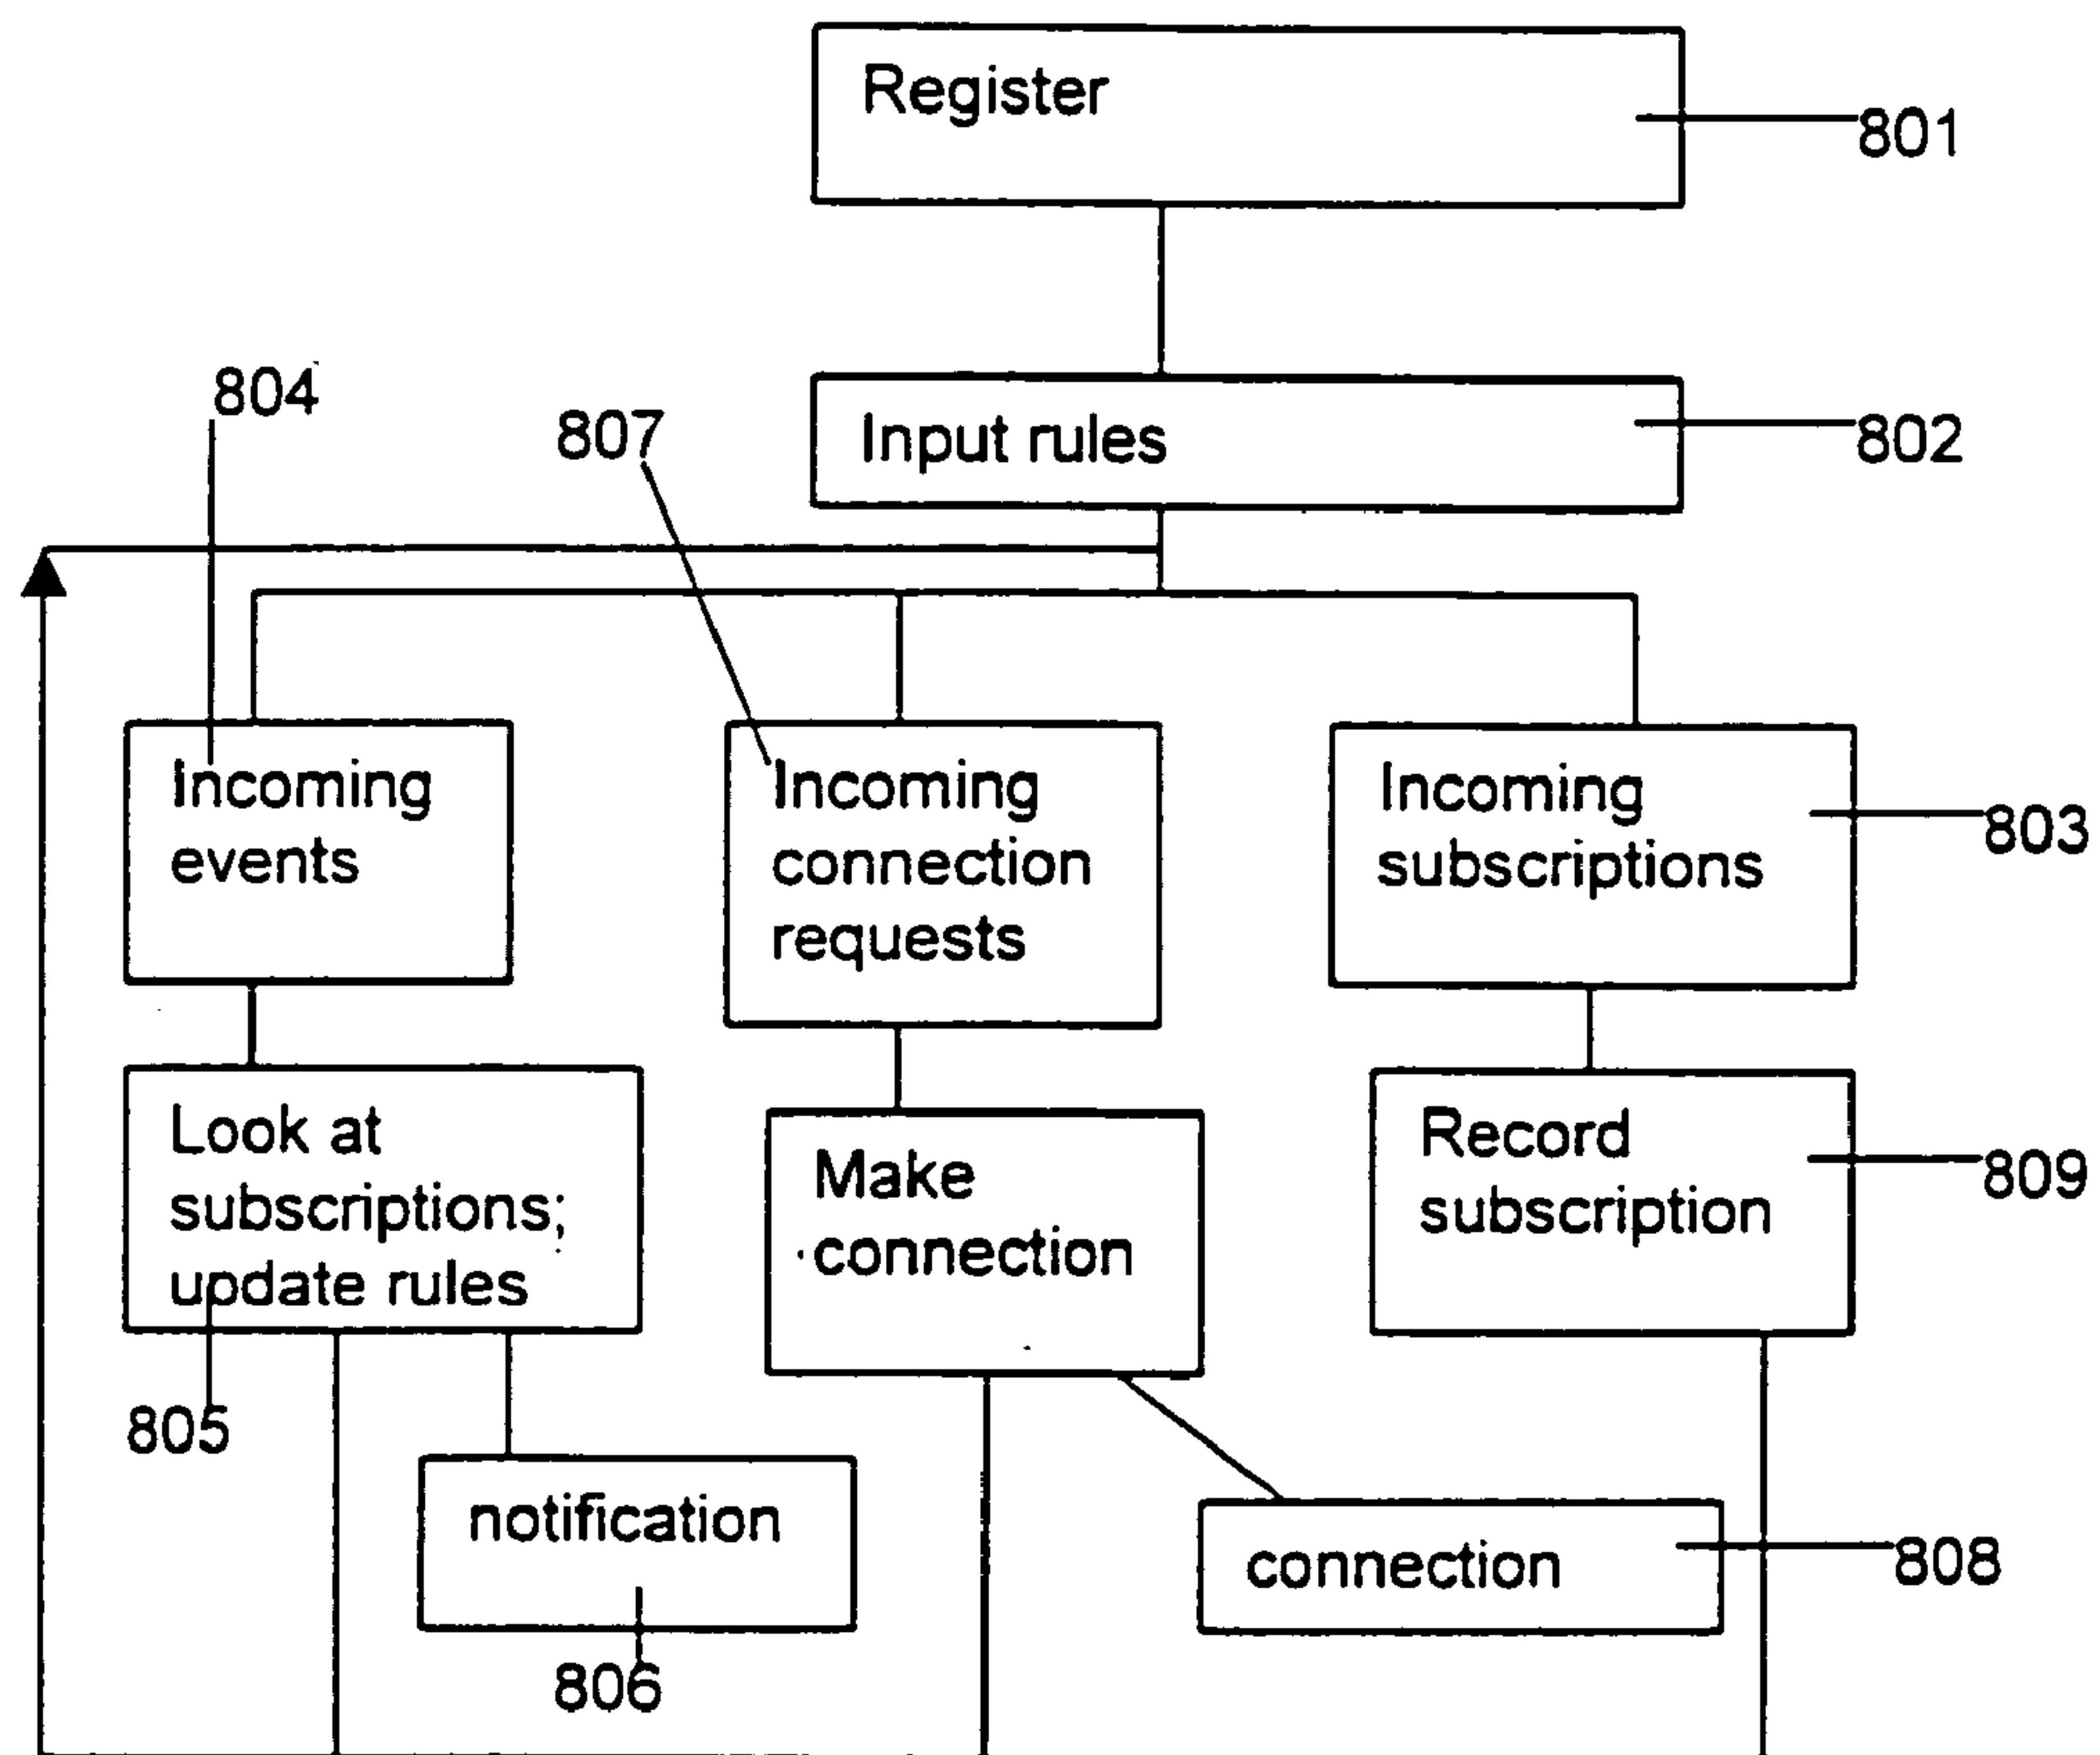 Register
801
804
807
Input rules
802
Incoming
events
Incoming
connection
requests
Incoming
subscriptions
803
Look at
subscriptions;
update rules
805
Make
connection
Record
subscription
809
notification
806
connection
808